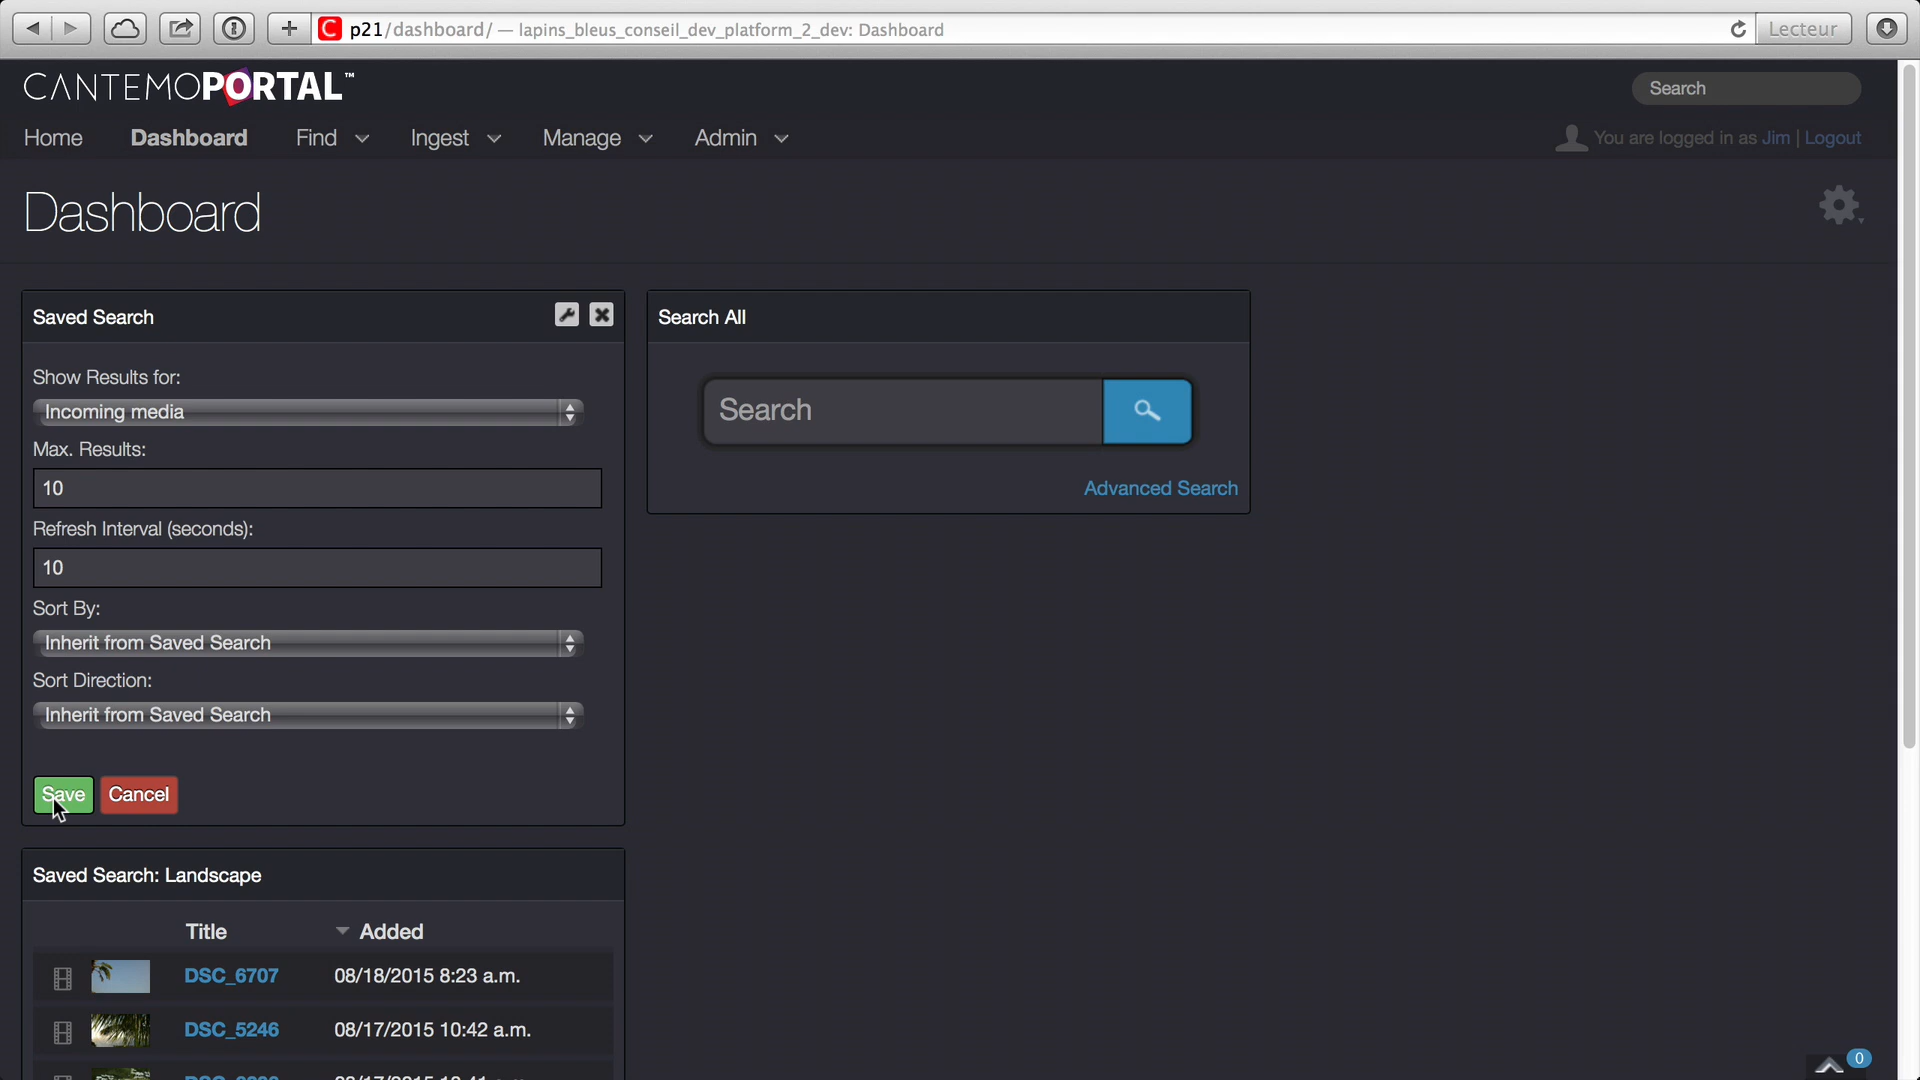 p21/dashboard/ — lapins_bleus_conseil_dev_platform_2_dev: Dashboard
Lecteur
CANTEMOPORTAL™
Search
Home Dashboard Find Ingest Manage Admin
You are logged in as Jim | Logout
Dashboard
Saved Search
Show Results for:
Incoming media
Max. Results:
10
Refresh Interval (seconds):
10
Sort By:
Inherit from Saved Search
Sort Direction:
Inherit from Saved Search
Save Cancel
Search All
Search
Advanced Search
Saved Search: Landscape
Title Added
DSC_6707 08/18/2015 8:23 a.m.
DSC_5246 08/17/2015 10:42 a.m.
0